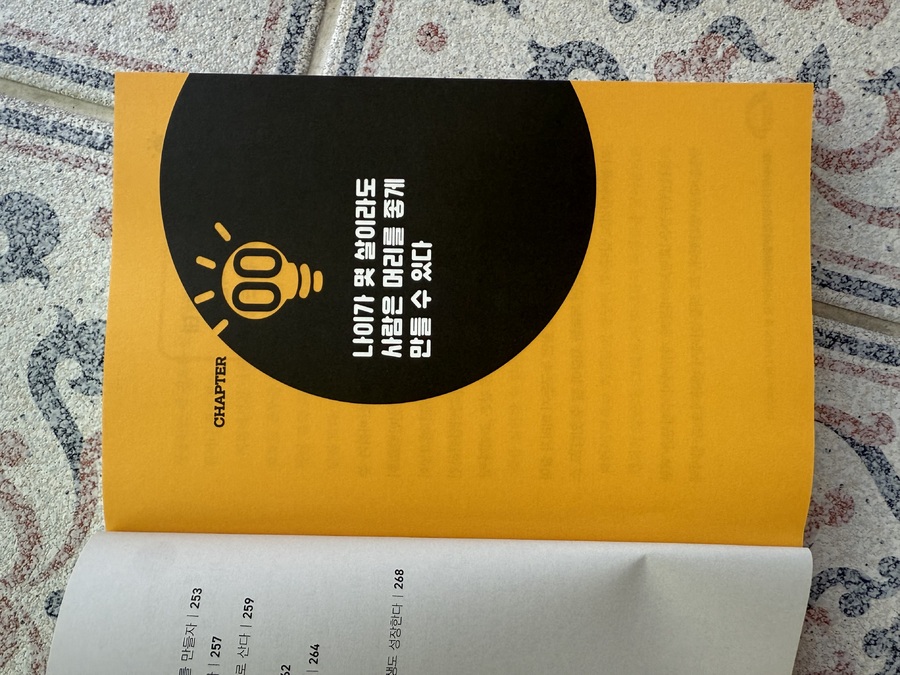 를 만들자 | 253
| 257
로 산다 | 259
62
| 264
생도 성장한다 | 268
CHAPTER
00
나이가 몇 살이라도
사람은 머리를 좋게
만들 수 있다